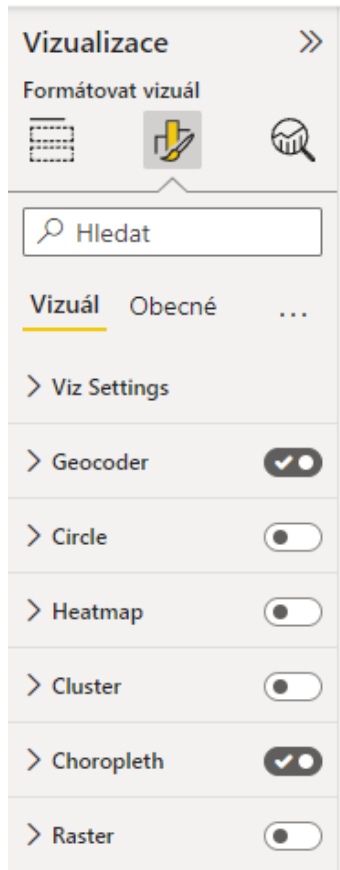 Vizualizace
Formátovat vizuál
Hledat
Vizuál Obecné ...
Viz Settings
Geocoder
Circle
Heatmap
Cluster
Choropleth
Raster